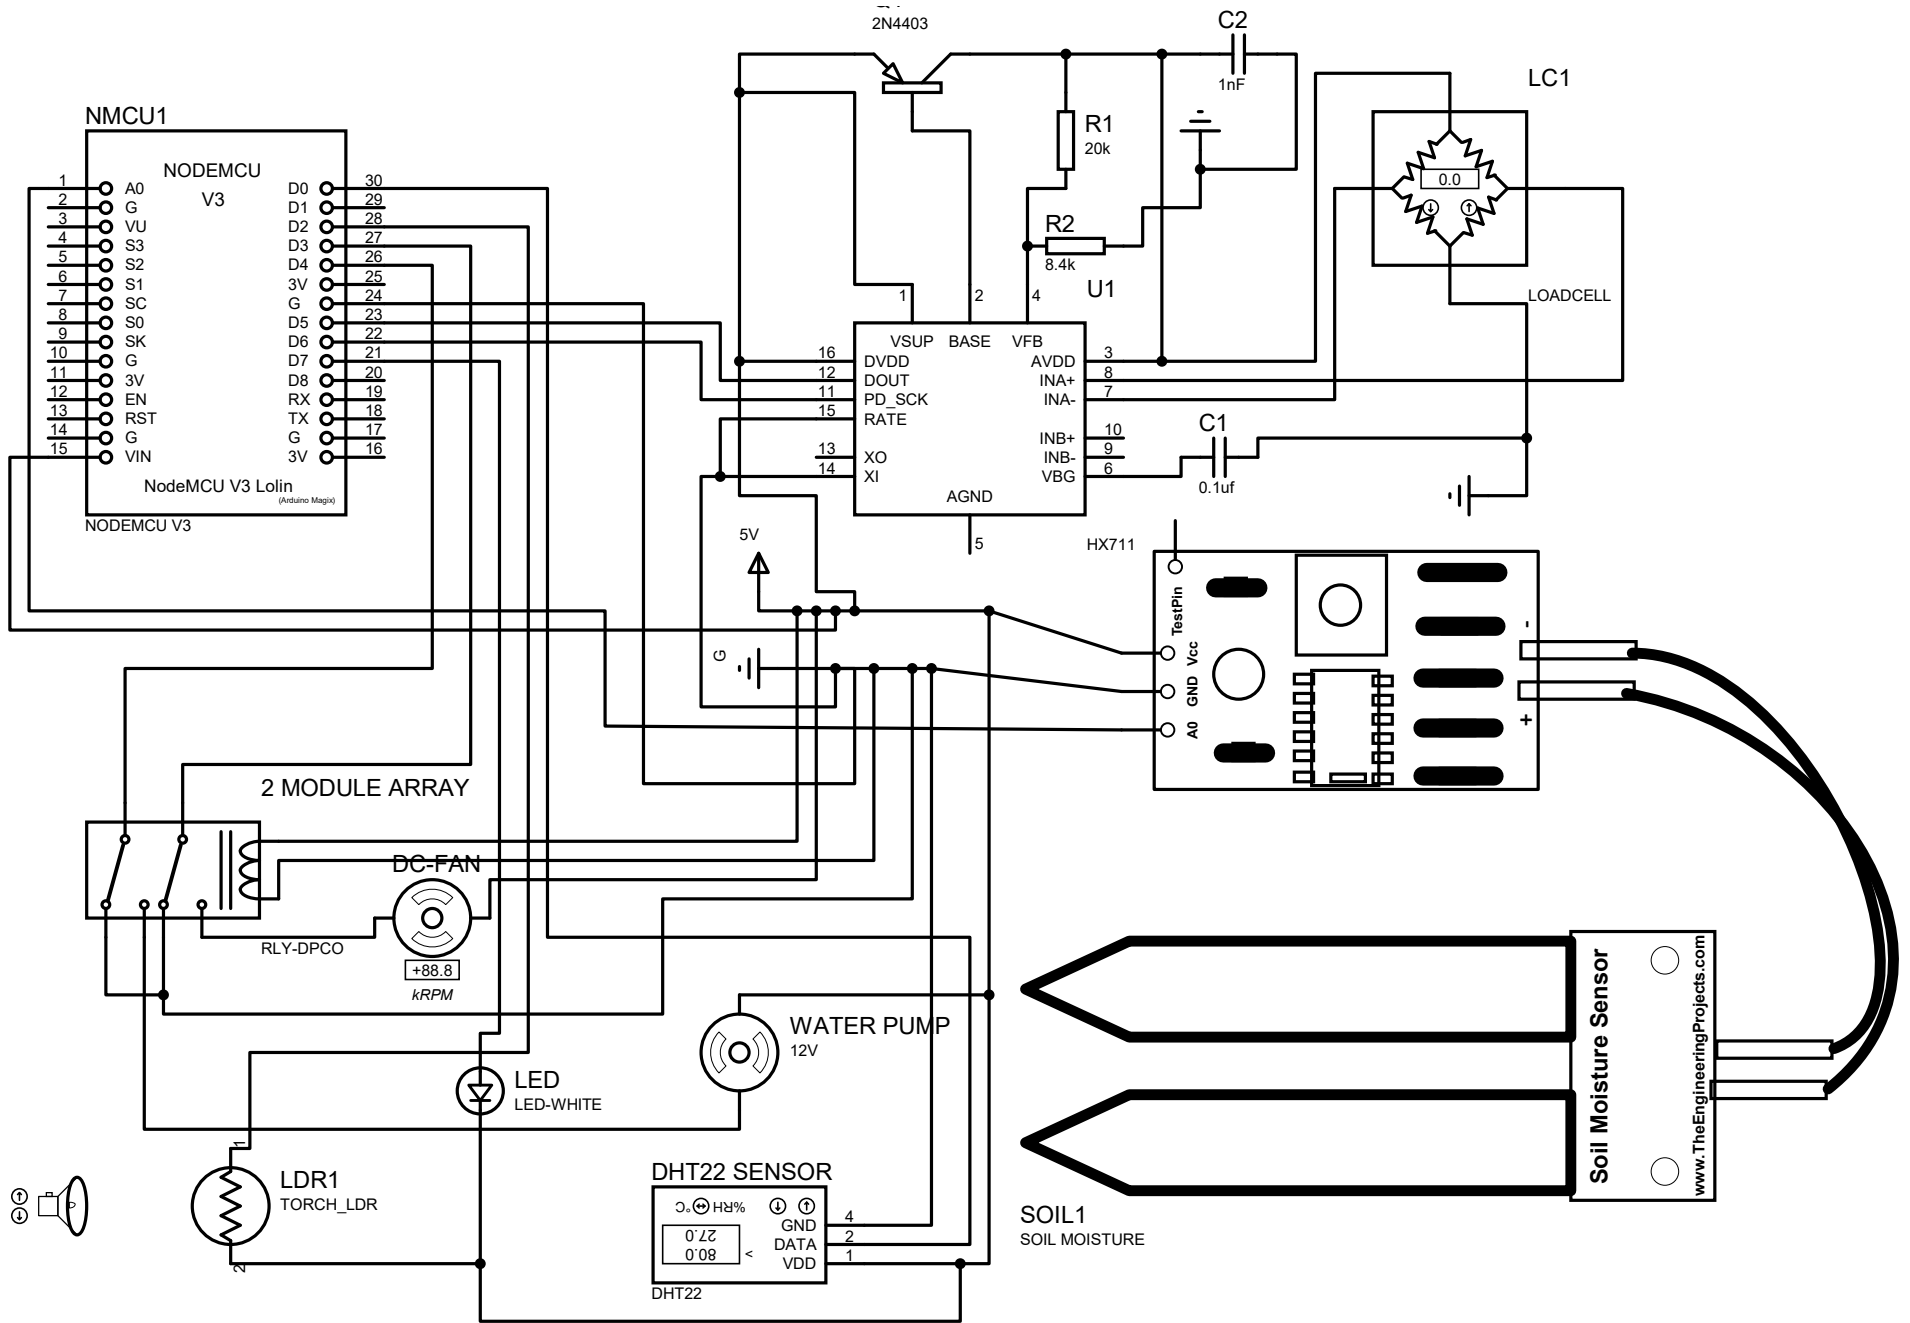 2N4403
C2
1nF
LC1
NMCU1
NODEMCU
V3
R1
20k
0.0
1 A0 D0 30
2 G D1 29
3 VU D2 28
4 S3 D3 27
5 S2 D4 26
6 S1 3V 25
7 SC G 24
8 S0 D5 23
9 SK D6 22
10 G D7 21
11 3V D8 20
12 EN RX 19
13 RST TX 18
14 G G 17
15 VIN 3V 16
NodeMCU V3 Lolin
(Arduino Magix)
NODEMCU V3
R2
8.4k
U1
LOADCELL
1 2 4
VSUP BASE VFB
16 DVDD AVDD 3
12 DOUT INA+ 8
11 PD_SCK INA- 7
15 RATE
INB+ 10
13 XO INB- 9
14 XI VBG 6
AGND
5
HX711
C1
0.1uf
5V
G
TestPin
Vcc
GND
A0
-
+
2 MODULE ARRAY
DC-FAN
RLY-DPCO
+88.8
kRPM
WATER PUMP
12V
LED
LED-WHITE
1
LDR1
TORCH_LDR
2
DHT22 SENSOR
%RH °C
27.0
80.0
>
GND 4
DATA 2
VDD 1
DHT22
Soil Moisture Sensor
www.TheEngineeringProjects.com
SOIL1
SOIL MOISTURE